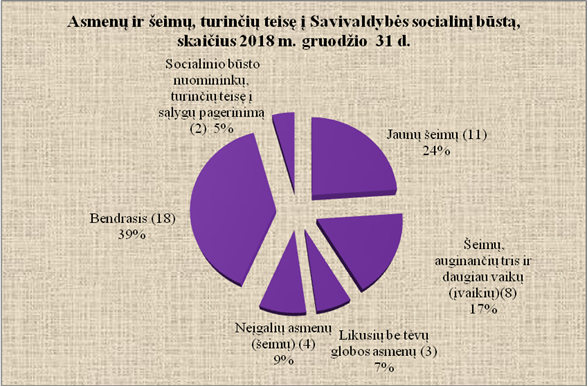 Asmenų ir šeimų, turinčių teisę į Savivaldybės socialinį būstą,
skaičius 2018 m. gruodžio 31 d.
Socialinio būsto
nuomininkų,
turinčių teisę į
sąlygų pagerinimą
(2) 5%
Jaunų šeimų (11)
24%
Šeimų,
auginančių tris ir
daugiau vaikų
(įvaikių)(8)
17%
Likusių be tėvų
globos asmenų (3)
7%
Neįgalių asmenų
(šeimų) (4)
9%
Bendrasis (18)
39%